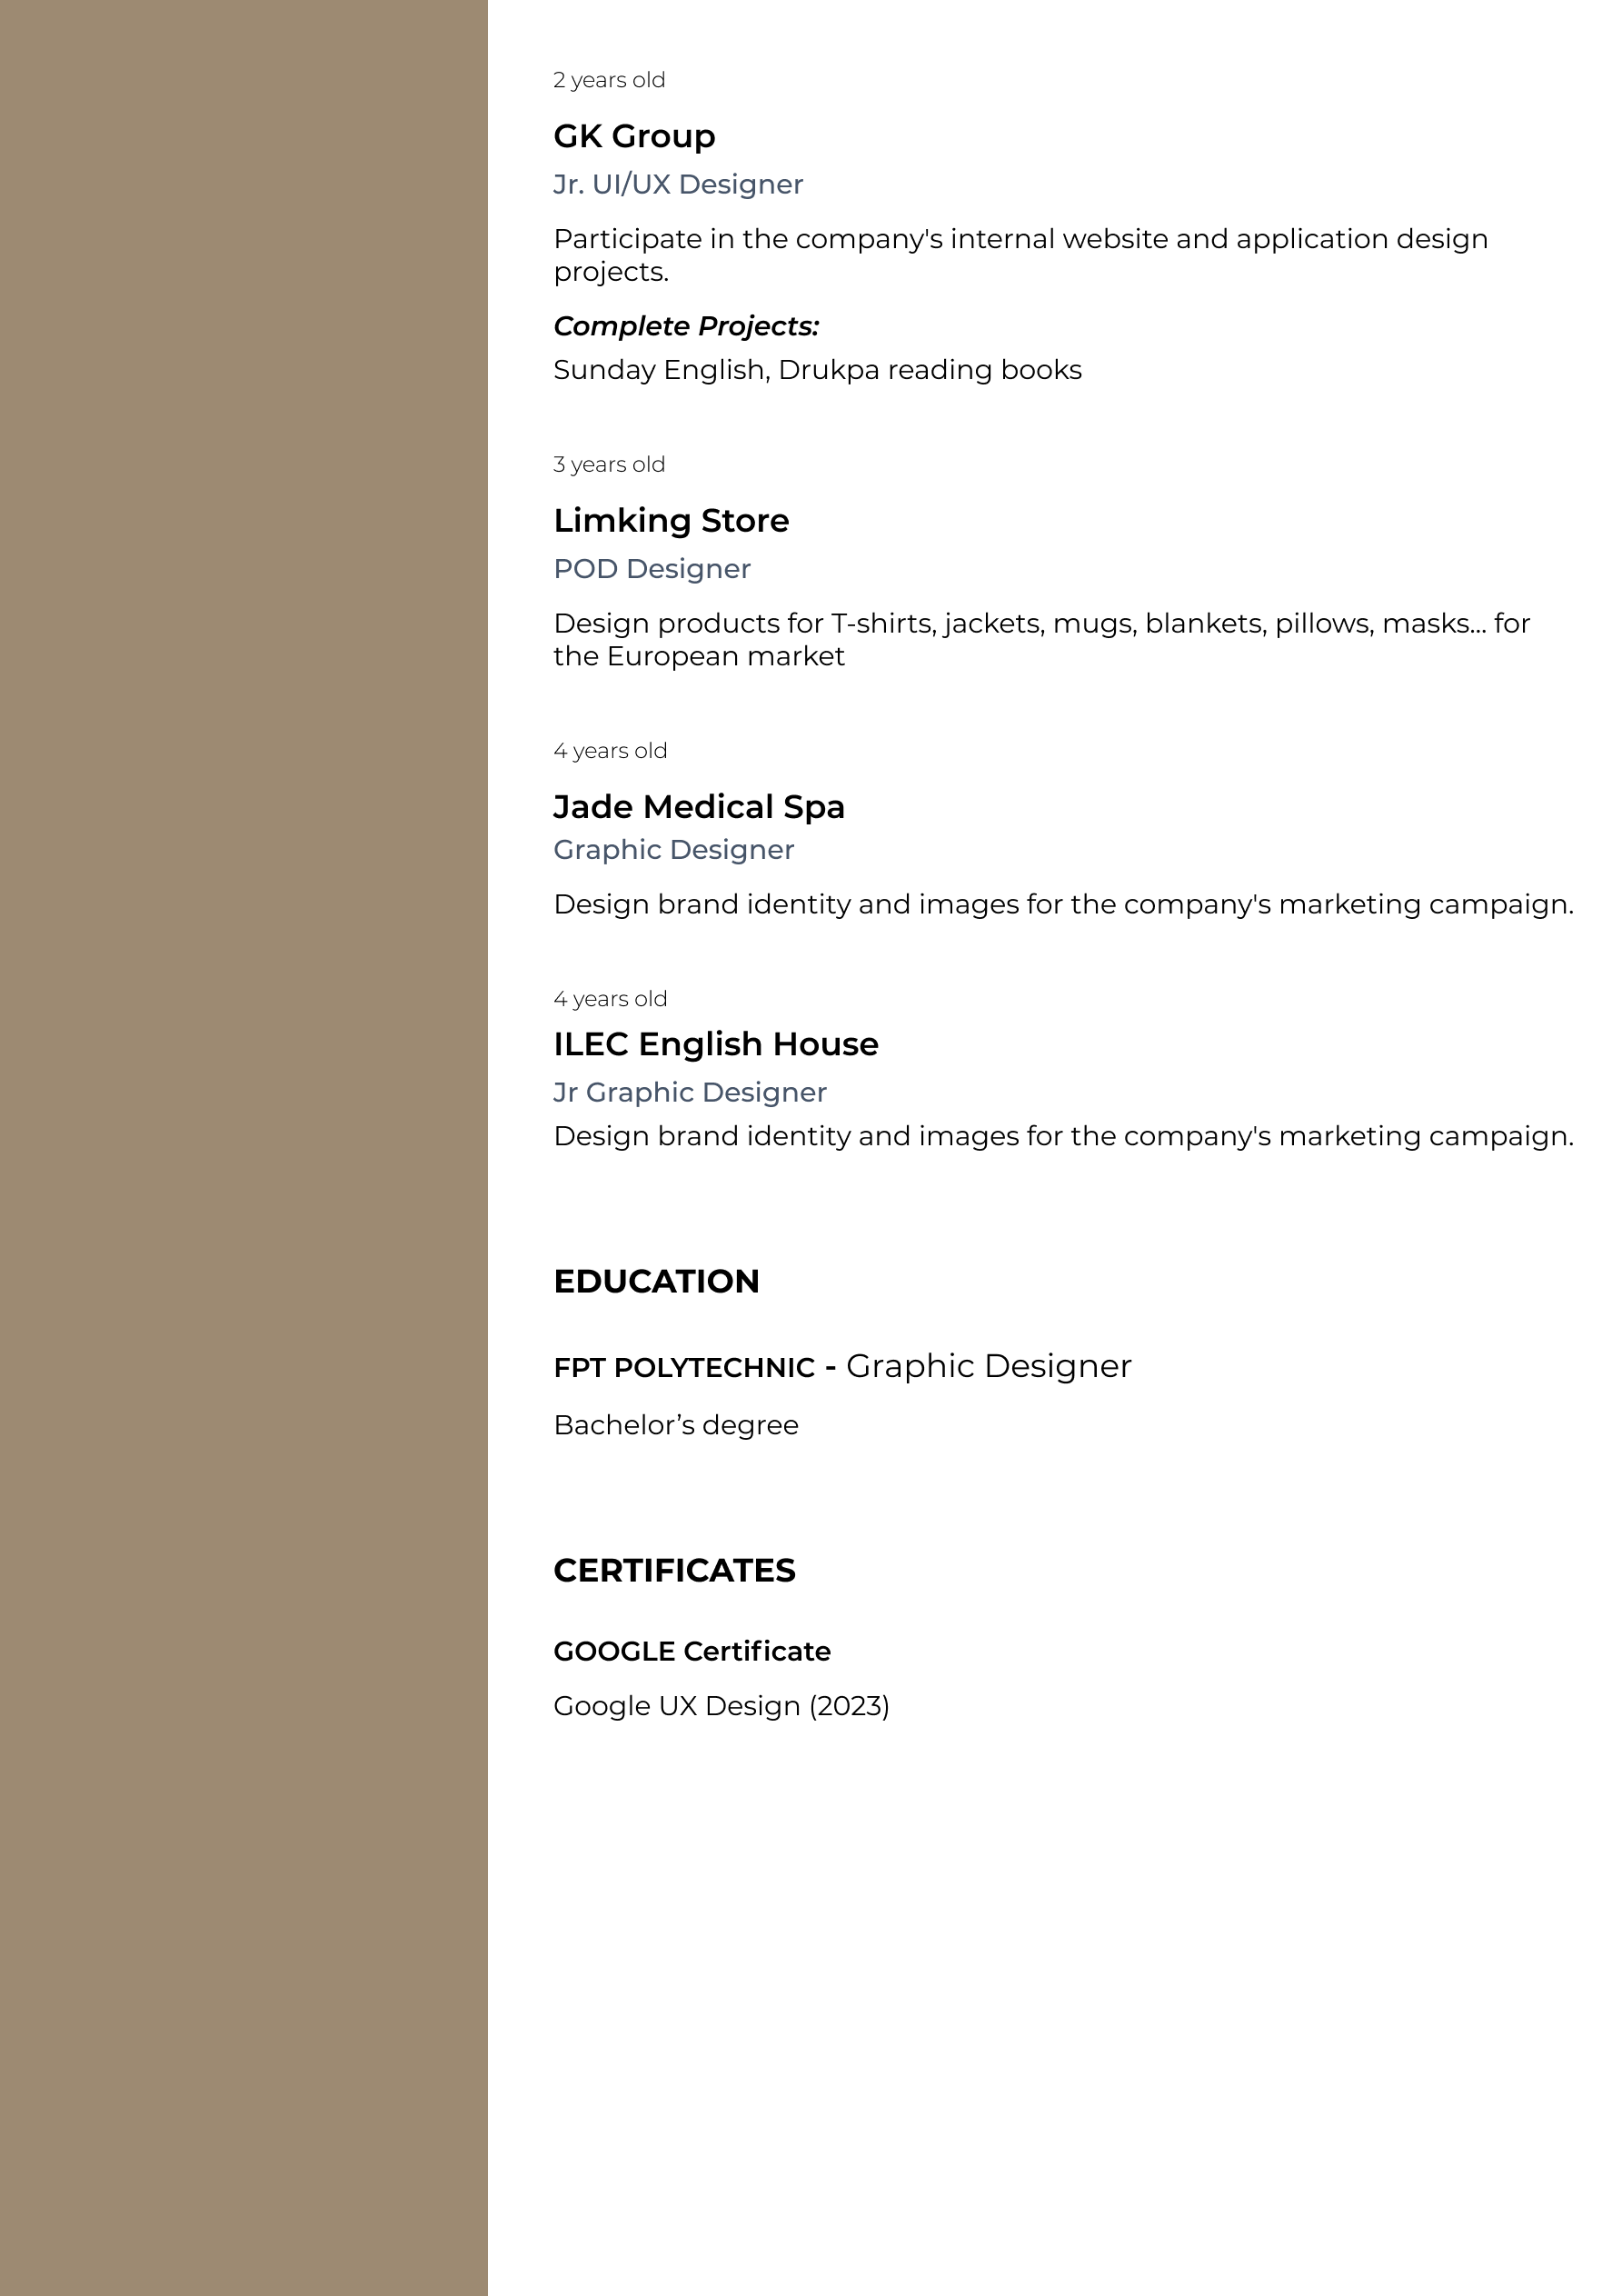 2 years old
GK Group
Jr. UI/UX Designer
Participate in the company's internal website and application design
projects.
Complete Projects:
Sunday English, Drukpa reading books
3 years old
Limking Store
POD Designer
Design products for T-shirts, jackets, mugs, blankets, pillows, masks... for
the European market
4 years old
Jade Medical Spa
Graphic Designer
Design brand identity and images for the company's marketing campaign.
4 years old
ILEC English House
Jr Graphic Designer
Design brand identity and images for the company's marketing campaign.
EDUCATION
FPT POLYTECHNIC - Graphic Designer
Bachelor’s degree
CERTIFICATES
GOOGLE Certificate
Google UX Design (2023)